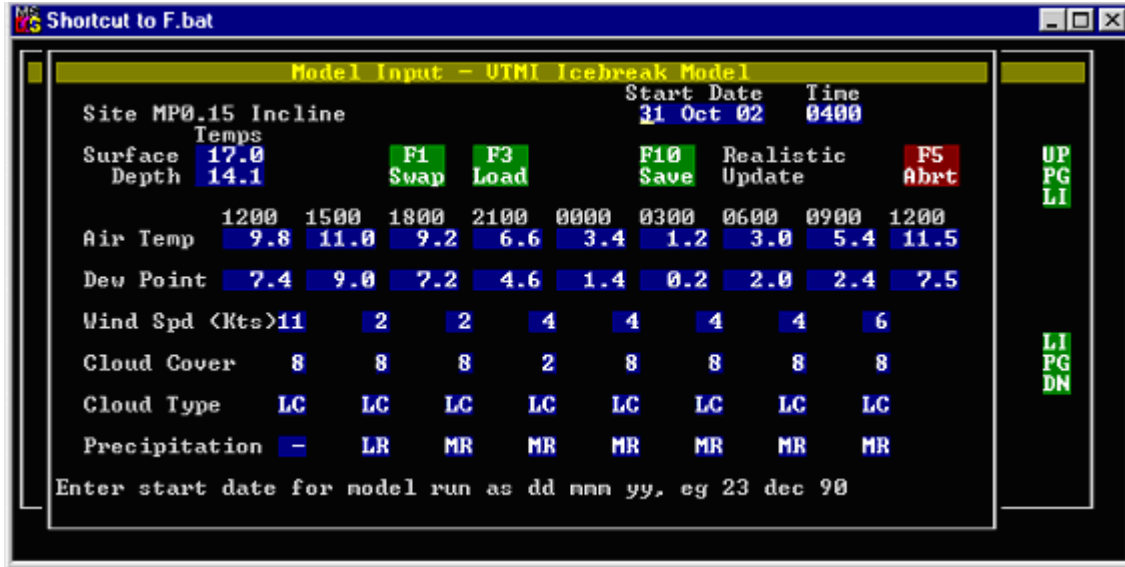 Shortcut to F.bat
Model Input - VTMI Icebreak Model
Start Date Time
Site MP0.15 Incline 31 Oct 02 0400
Temps
Surface 17.0 F1 F3 F10 Realistic F5 UP
Depth 14.1 Swap Load Save Update Abrt PG
LI
1200 1500 1800 2100 0000 0300 0600 0900 1200
Air Temp 9.8 11.0 9.2 6.6 3.4 1.2 3.0 5.4 11.5
Dew Point 7.4 9.0 7.2 4.6 1.4 0.2 2.0 2.4 7.5
Wind Spd (Kts)11 2 2 4 4 4 4 6
LI
Cloud Cover 8 8 8 2 8 8 8 8 PG
DN
Cloud Type LC LC LC LC LC LC LC LC
Precipitation - LR MR MR MR MR MR MR
Enter start date for model run as dd mmm yy, eg 23 dec 90